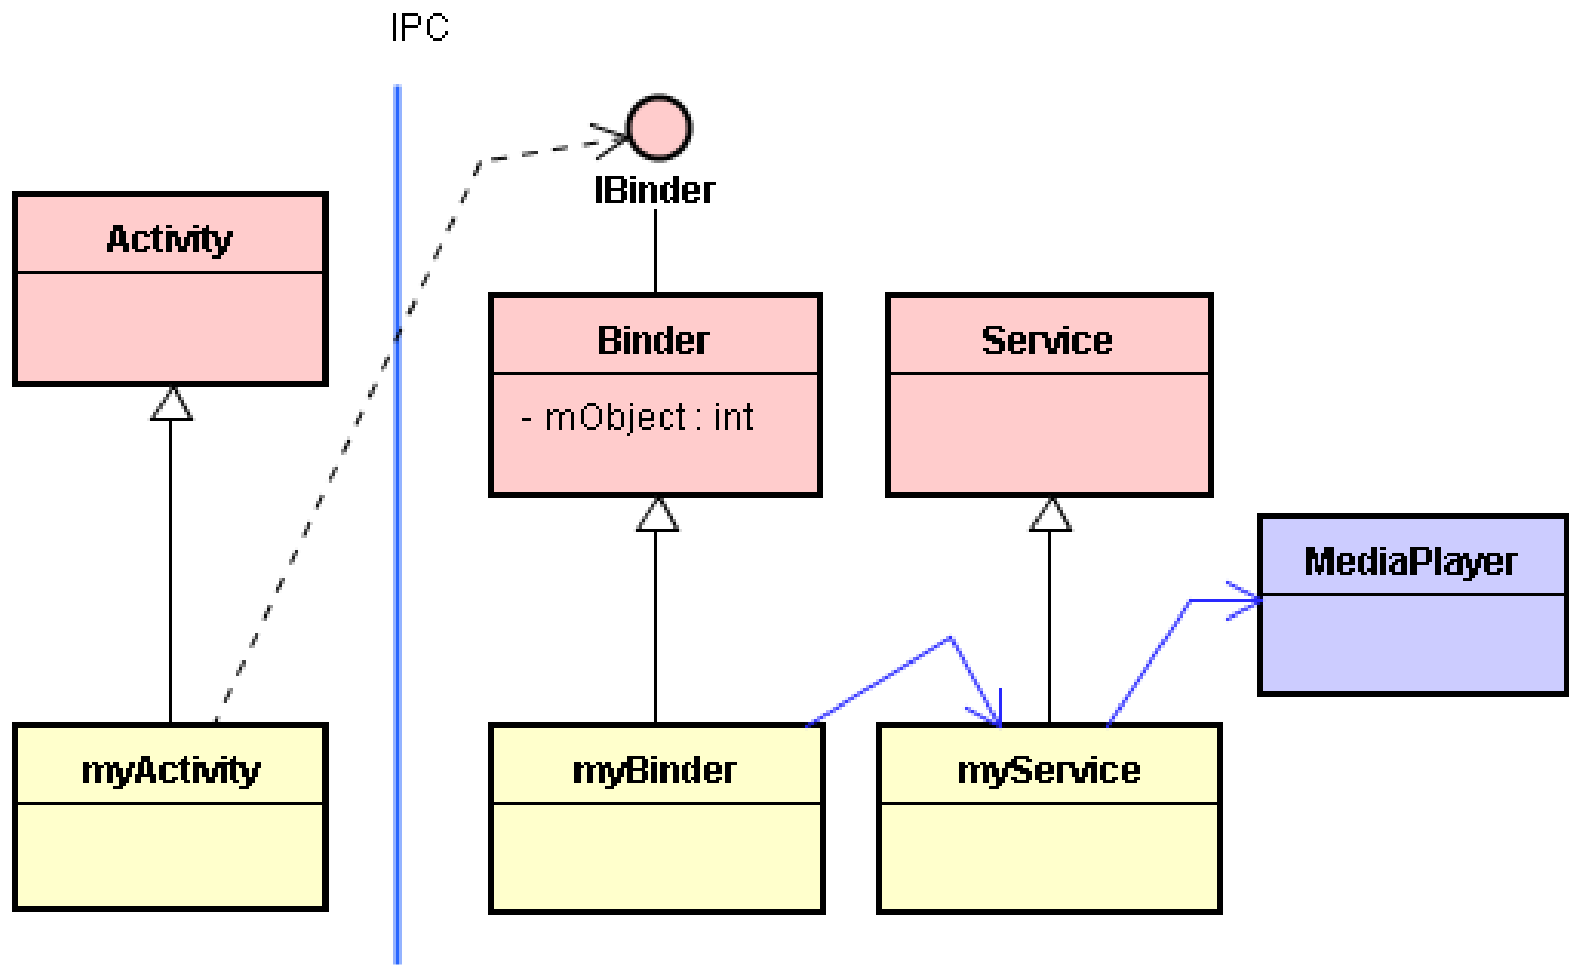 IPC
IBinder
Activity
Binder
- mObject : int
Service
MediaPlayer
myActivity
myBinder
myService